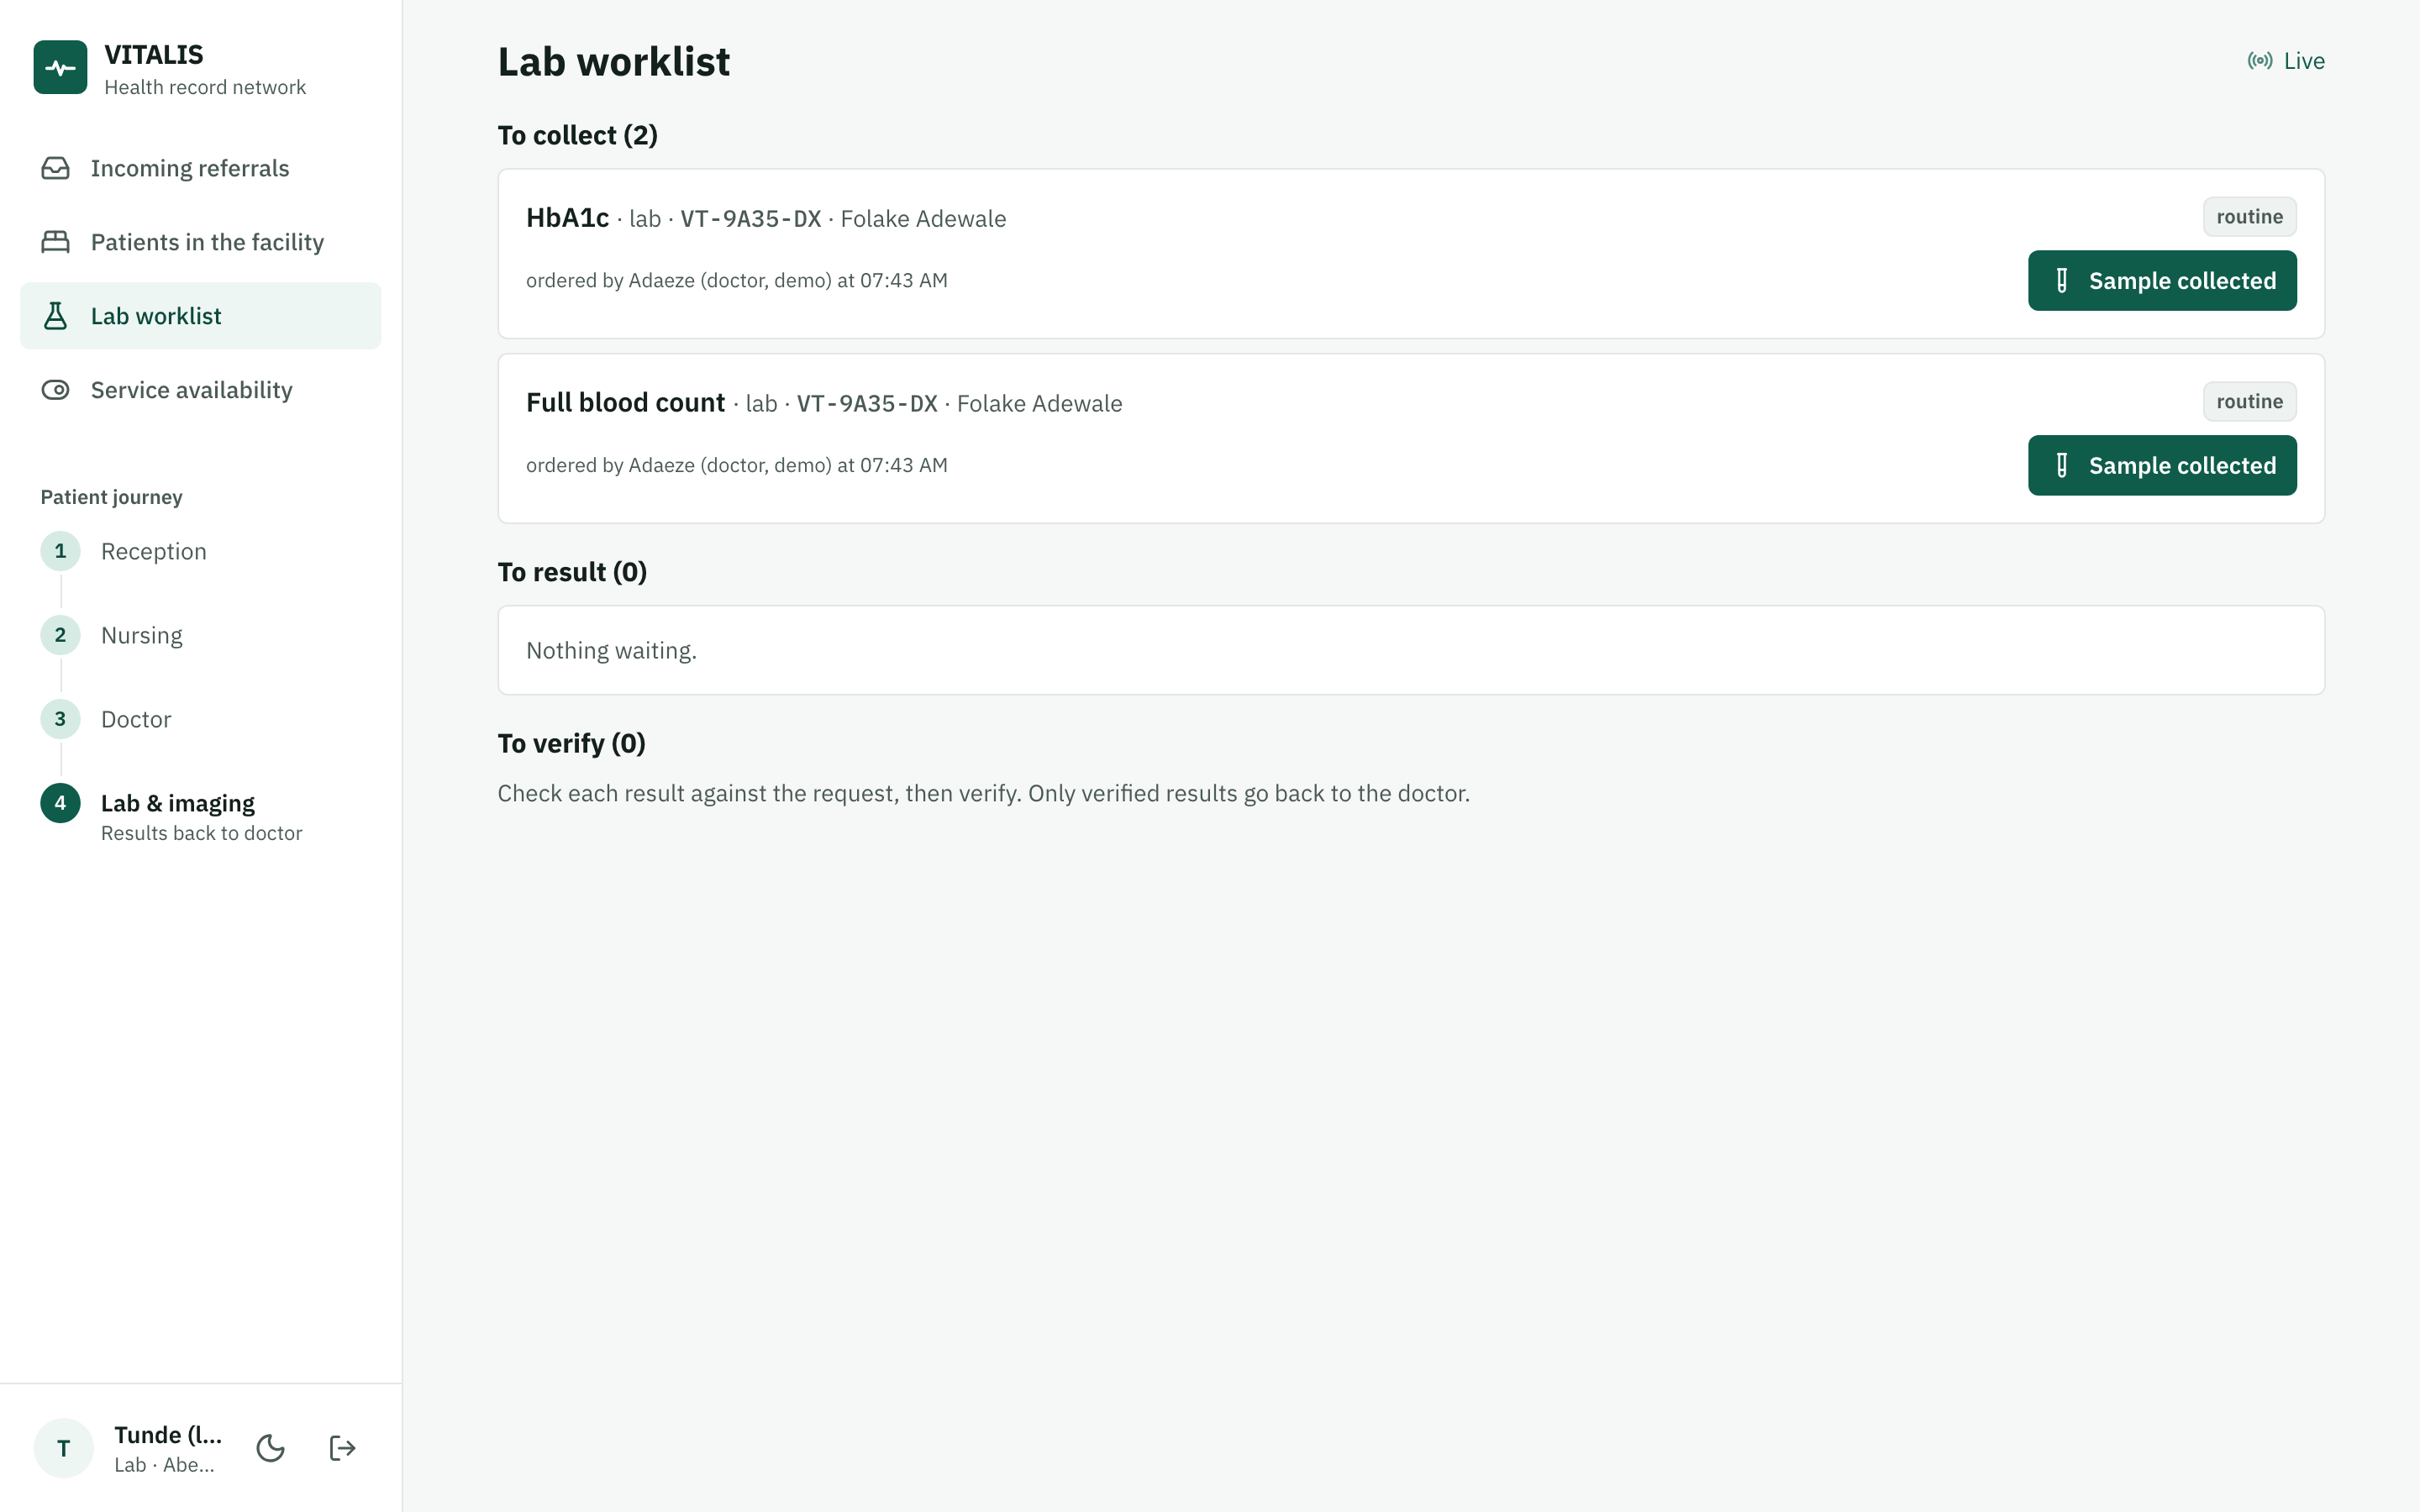 VITALIS
Health record network
Incoming referrals
Patients in the facility
Lab worklist
Service availability
Patient journey
1 Reception
2 Nursing
3 Doctor
4 Lab & imaging
Results back to doctor
T
Tunde (l...
Lab · Abe...
Lab worklist
Live
To collect (2)
HbA1c · lab · VT-9A35-DX · Folake Adewale
routine
ordered by Adaeze (doctor, demo) at 07:43 AM
Sample collected
Full blood count · lab · VT-9A35-DX · Folake Adewale
routine
ordered by Adaeze (doctor, demo) at 07:43 AM
Sample collected
To result (0)
Nothing waiting.
To verify (0)
Check each result against the request, then verify. Only verified results go back to the doctor.